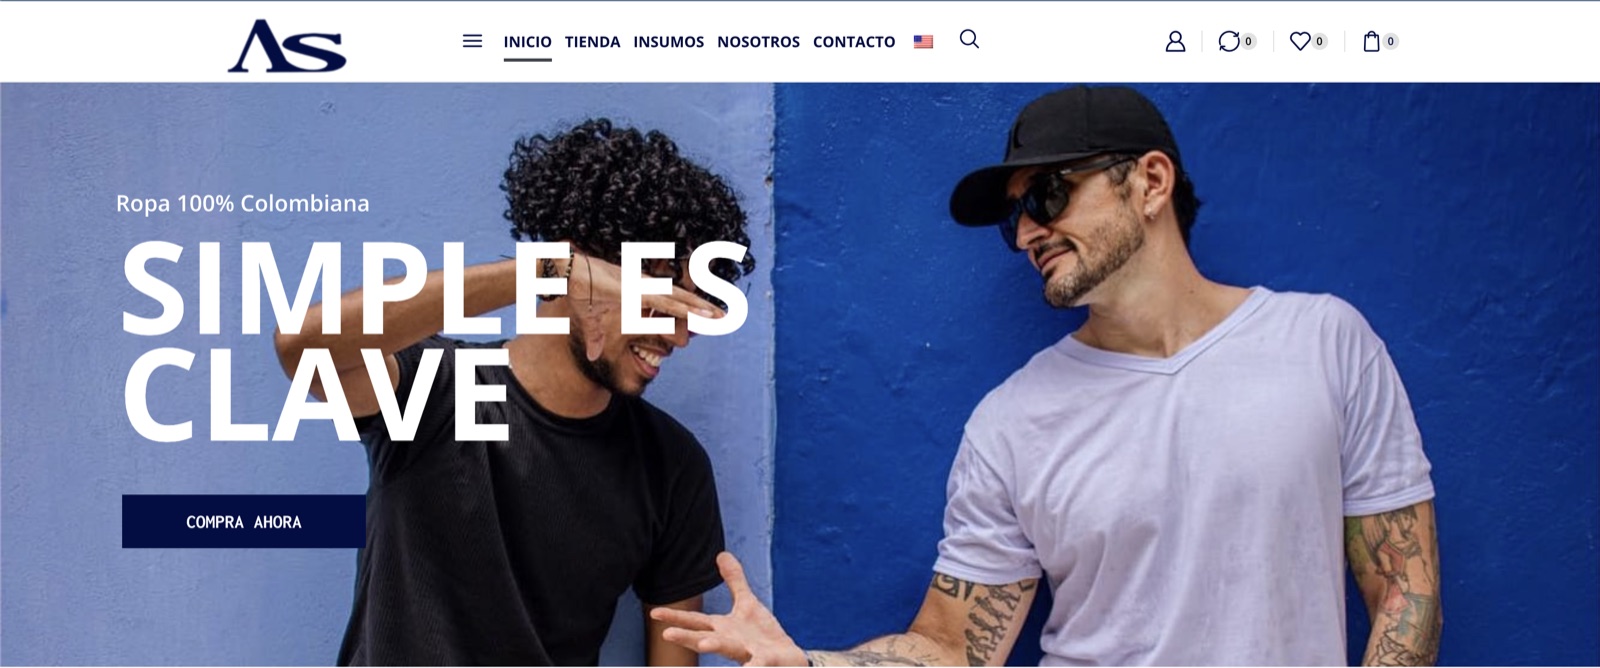 AS
INICIO TIENDA INSUMOS NOSOTROS CONTACTO
0 0 0
Ropa 100% Colombiana
SIMPLE ES
CLAVE
COMPRA AHORA